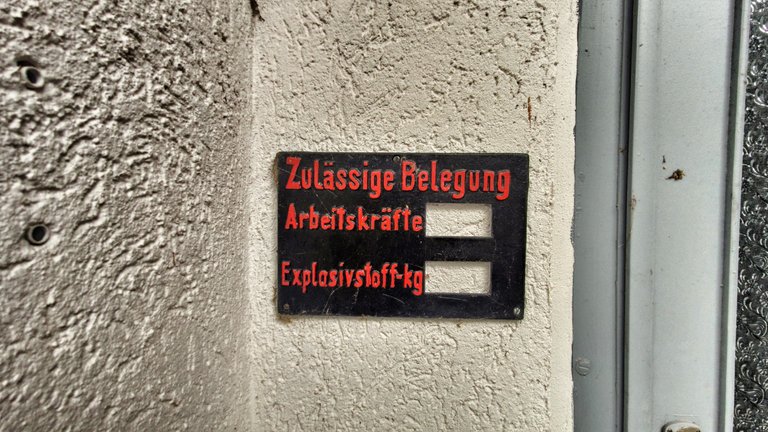 Zulässige Belegung
Arbeitskräfte
Explosivstoff-kg